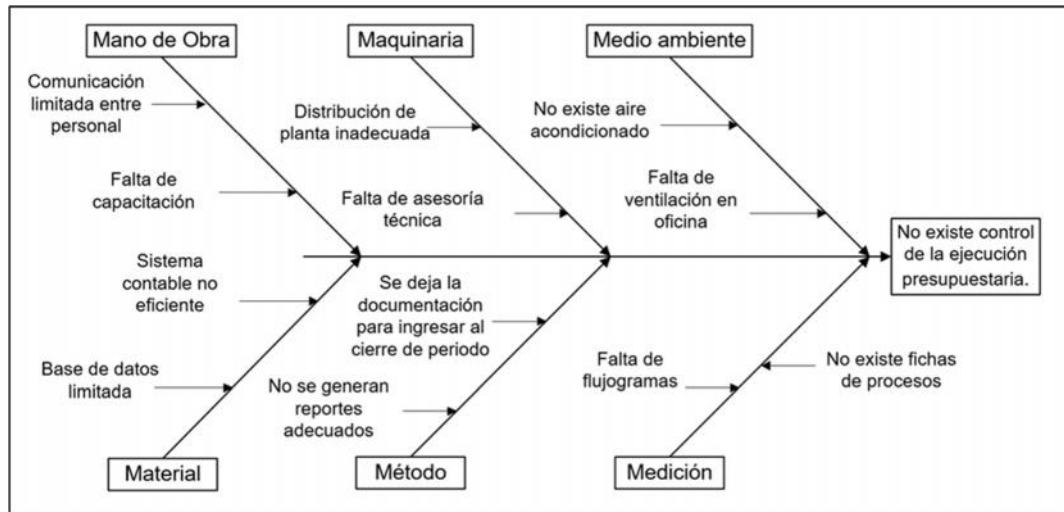 Mano de Obra
Maquinaria
Medio ambiente
Comunicación
limitada entre
personal
Falta de
capacitación
Distribución de
planta inadecuada
Falta de asesoría
técnica
No existe aire
acondicionado
Falta de
ventilación en
oficina
No existe control
de la ejecución
presupuestaria.
Sistema
contable no
eficiente
Base de datos
limitada
Se deja la
documentación
para ingresar al
cierre de periodo
No se generan
reportes
adecuados
Falta de
flujogramas
No existe fichas
de procesos
Material
Método
Medición